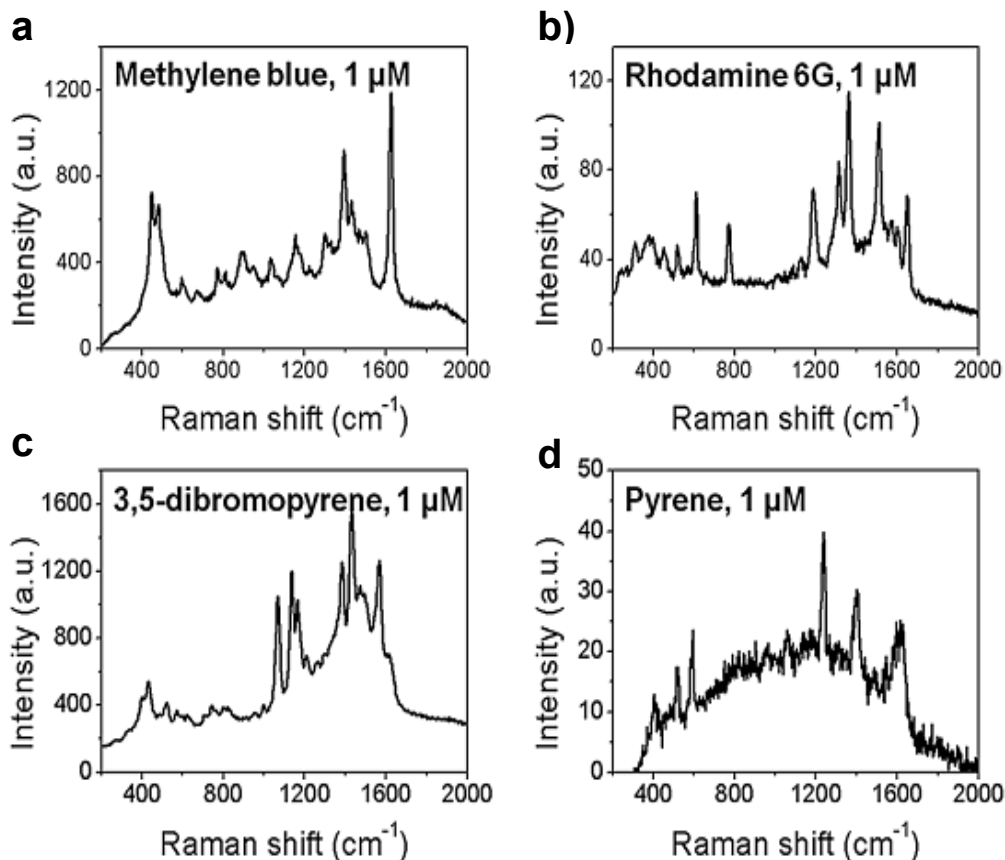 a
Methylene blue, 1 µM
1200
800
400
0
Intensity (a.u.)
400 800 1200 1600 2000
Raman shift (cm⁻¹)
b)
Rhodamine 6G, 1 µM
120
80
40
0
Intensity (a.u.)
400 800 1200 1600 2000
Raman shift (cm⁻¹)
c
3,5-dibromopyrene, 1 µM
1600
1200
800
400
0
Intensity (a.u.)
400 800 1200 1600 2000
Raman shift (cm⁻¹)
d
Pyrene, 1 µM
50
40
30
20
10
0
Intensity (a.u.)
400 800 1200 1600 2000
Raman shift (cm⁻¹)